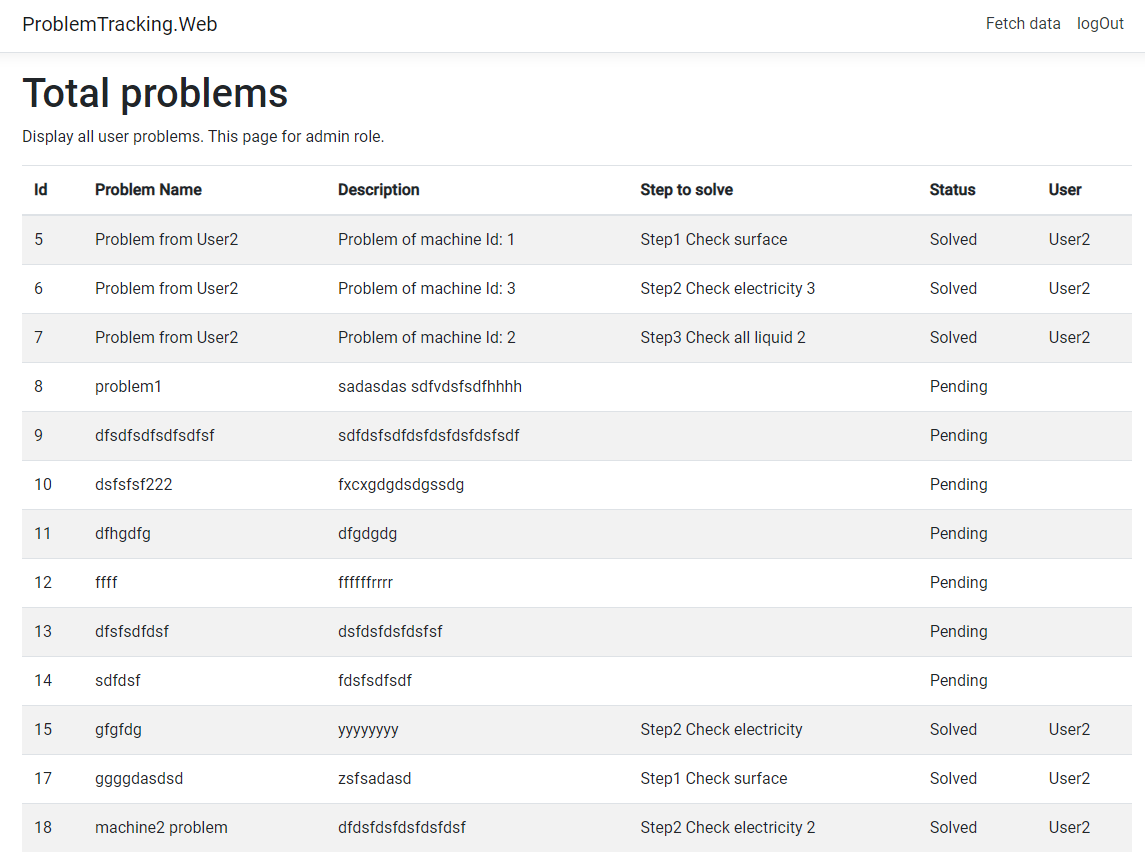 ProblemTracking.Web Fetch data logOut
Total problems
Display all user problems. This page for admin role.
Id Problem Name Description Step to solve Status User
5 Problem from User2 Problem of machine Id: 1 Step1 Check surface Solved User2
6 Problem from User2 Problem of machine Id: 3 Step2 Check electricity 3 Solved User2
7 Problem from User2 Problem of machine Id: 2 Step3 Check all liquid 2 Solved User2
8 problem1 sadasdas sdfvdsfsdfhhhh Pending
9 dfsdfsdfsdfsdfsf sdfdsfsdfdsfdsfdsfdsfsdf Pending
10 dsfsfsf222 fxcxgdgdsdgssdg Pending
11 dfhgdfg dfgdgdg Pending
12 ffff ffffffrrrr Pending
13 dfsfsdfdsf dsfdsfdsfdsfsf Pending
14 sdfdsf fdsfsdfsdf Pending
15 gfgfdg yyyyyyyy Step2 Check electricity Solved User2
17 ggggdasdsd zsfsadasd Step1 Check surface Solved User2
18 machine2 problem dfdsfdsfdsfdsfdsf Step2 Check electricity 2 Solved User2